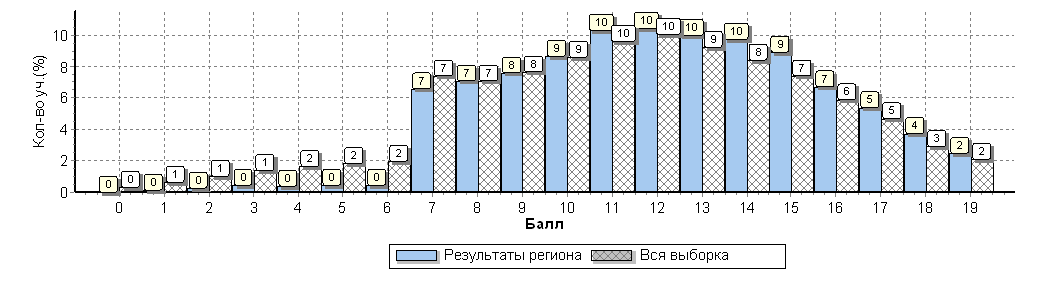 Кол-во уч.(%)
10
8
6
4
2
0
0 0 0 1 0 1 0 1 0 2 0 2 0 2 7 7 7 7 8 8 9 9 10 10 10 10 10 9 10 8 9 7 7 6 5 5 4 3 2 2
0 1 2 3 4 5 6 7 8 9 10 11 12 13 14 15 16 17 18 19
Балл
Результаты региона Вся выборка